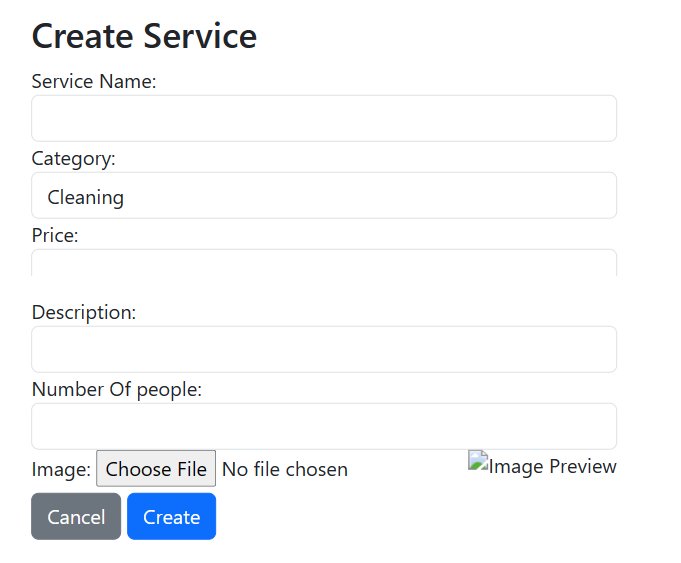 Create Service
Service Name:
Category:
Cleaning
Price:
Description:
Number Of people:
Image: Choose File No file chosen Image Preview
Cancel Create